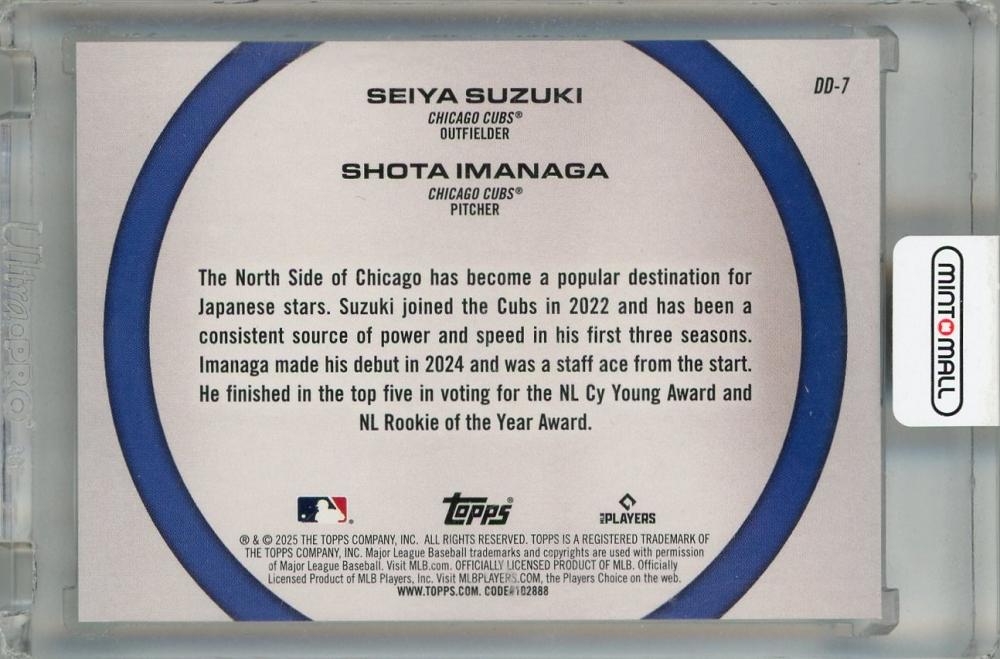 DD-7
SEIYA SUZUKI
CHICAGO CUBS®
OUTFIELDER
SHOTA IMANAGA
CHICAGO CUBS®
PITCHER
The North Side of Chicago has become a popular destination for
Japanese stars. Suzuki joined the Cubs in 2022 and has been a
consistent source of power and speed in his first three seasons.
Imanaga made his debut in 2024 and was a staff ace from the start.
He finished in the top five in voting for the NL Cy Young Award and
NL Rookie of the Year Award.
topps®
MLB PLAYERS
® & © 2025 THE TOPPS COMPANY, INC. ALL RIGHTS RESERVED. TOPPS IS A REGISTERED TRADEMARK OF
THE TOPPS COMPANY, INC. Major League Baseball trademarks and copyrights are used with permission
of Major League Baseball. Visit MLB.com. OFFICIALLY LICENSED PRODUCT OF MLB. Officially
Licensed Product of MLB Players, Inc. Visit MLBPLAYERS.COM, the Players Choice on the web.
WWW.TOPPS.COM. CODE#102888
MINT MALL
Ultra PRO